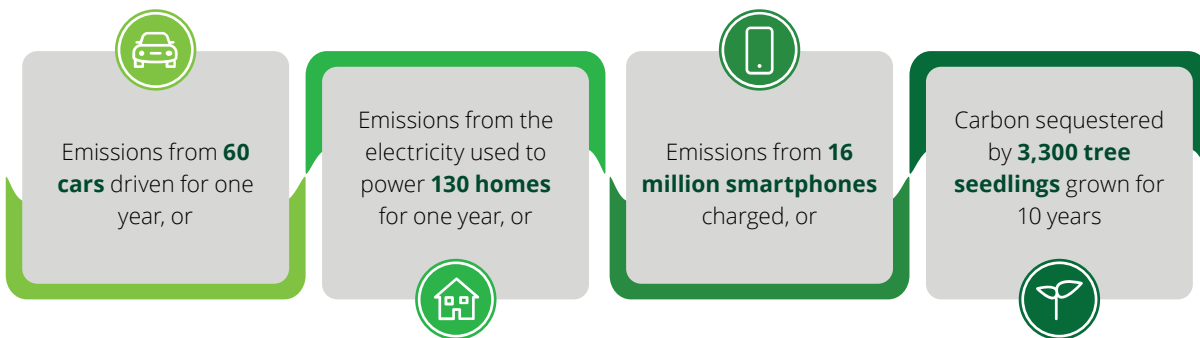 Emissions from 60
cars driven for one
year, or
Emissions from the
electricity used to
power 130 homes
for one year, or
Emissions from 16
million smartphones
charged, or
Carbon sequestered
by 3,300 tree
seedlings grown for
10 years